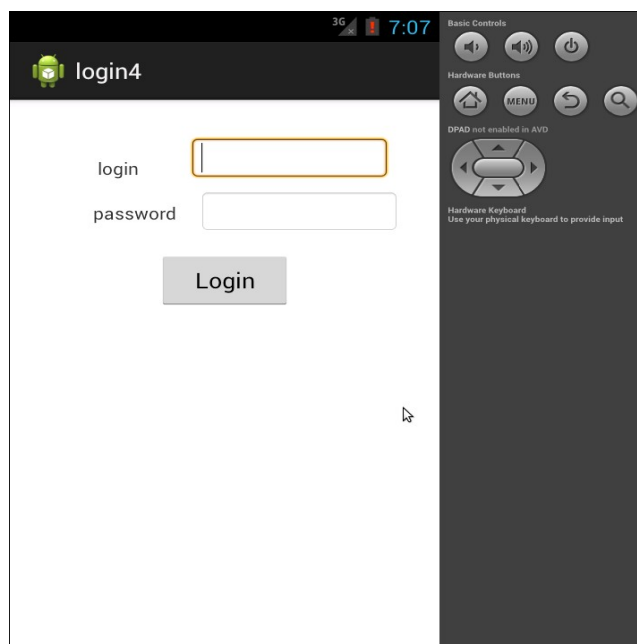 3G 7:07
login4
login
password
Login
Basic Controls
Hardware Buttons
MENU
DPAD not enabled in AVD
Hardware Keyboard
Use your physical keyboard to provide input